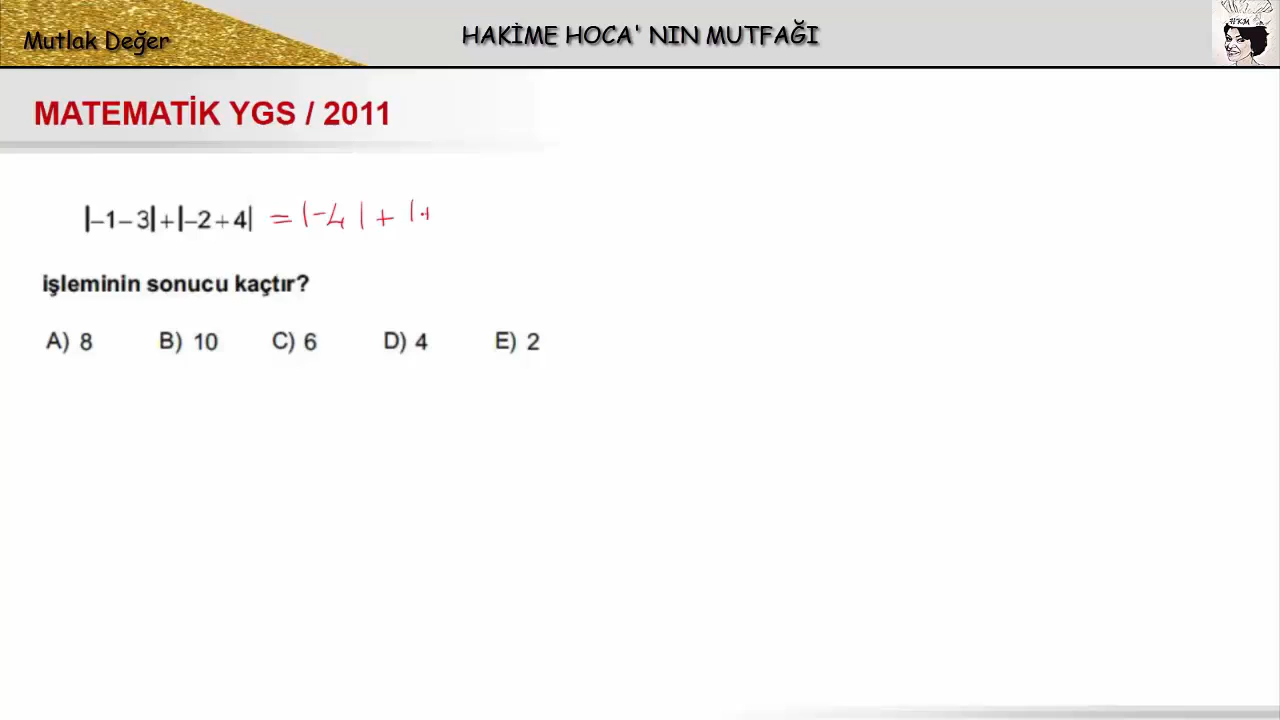 Mutlak Değer
HAKİME HOCA' NIN MUTFAĞI
MATEMATİK YGS / 2011
|–1–3|+|–2+4| = |-4| + |+
işleminin sonucu kaçtır?
A) 8 B) 10 C) 6 D) 4 E) 2